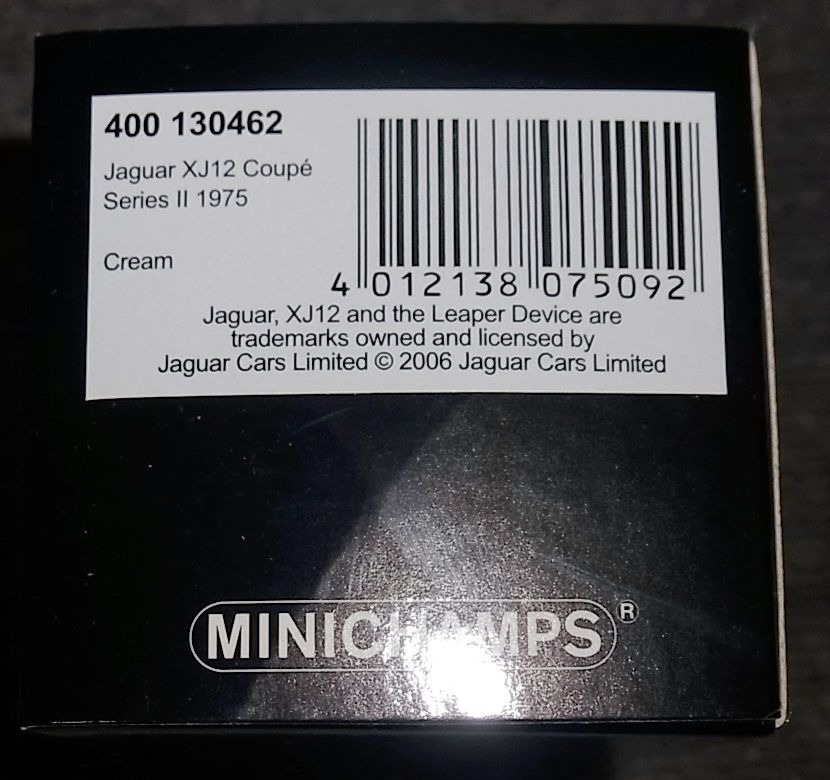 400 130462
Jaguar XJ12 Coupé
Series II 1975
Cream
4 012138 075092
Jaguar, XJ12 and the Leaper Device are
trademarks owned and licensed by
Jaguar Cars Limited © 2006 Jaguar Cars Limited
MINICHAMPS®